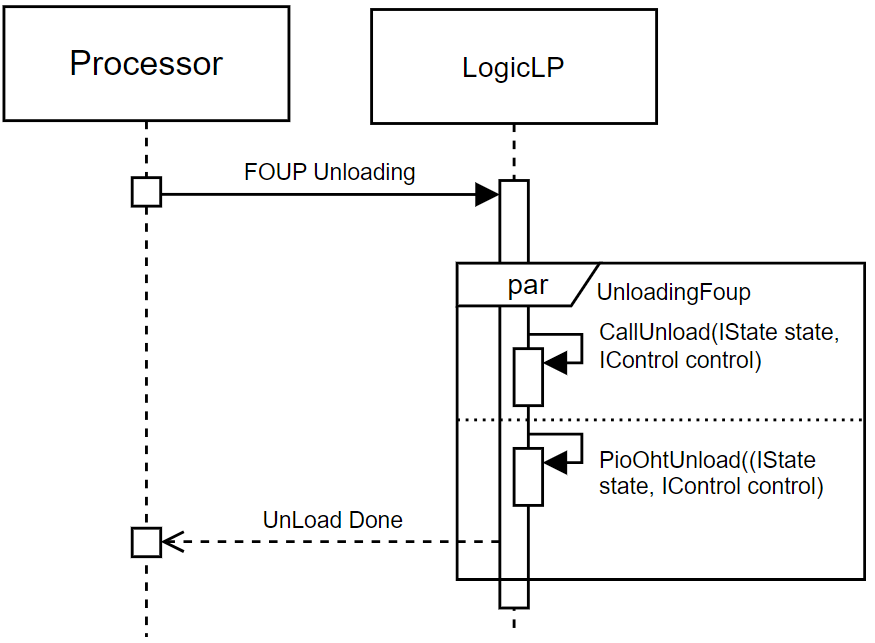 Processor
LogicLP
FOUP Unloading
par
UnloadingFoup
CallUnload(IState state,
IControl control)
PioOhtUnload((IState
state, IControl control)
UnLoad Done